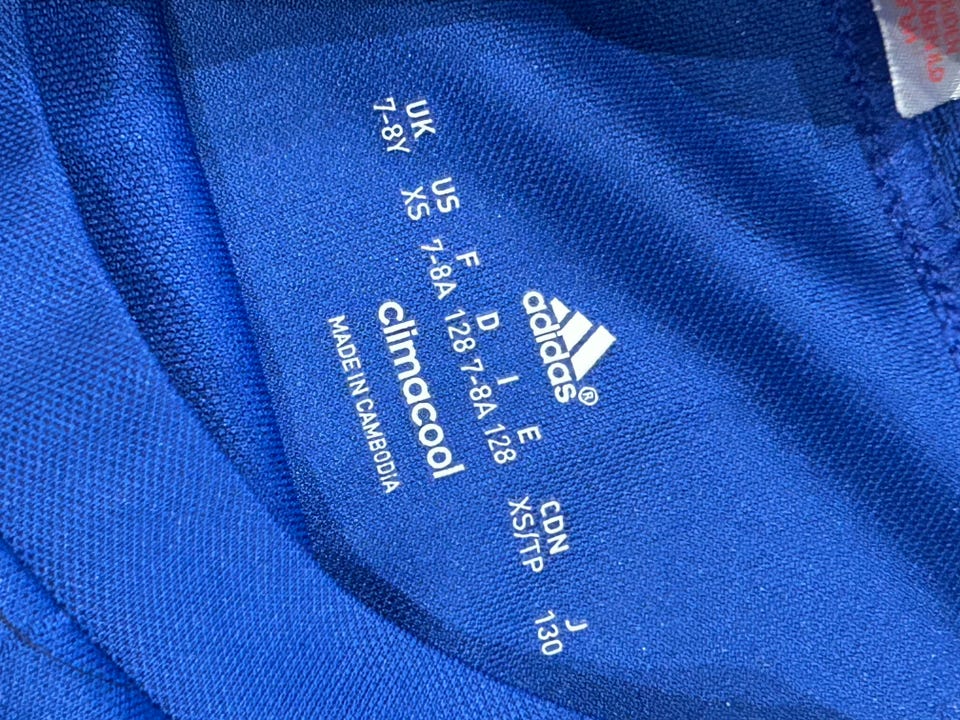 adidas®
UK US F D I E CDN J
7-8Y XS 7-8A 128 7-8A 128 XS/TP 130
climacool
MADE IN CAMBODIA